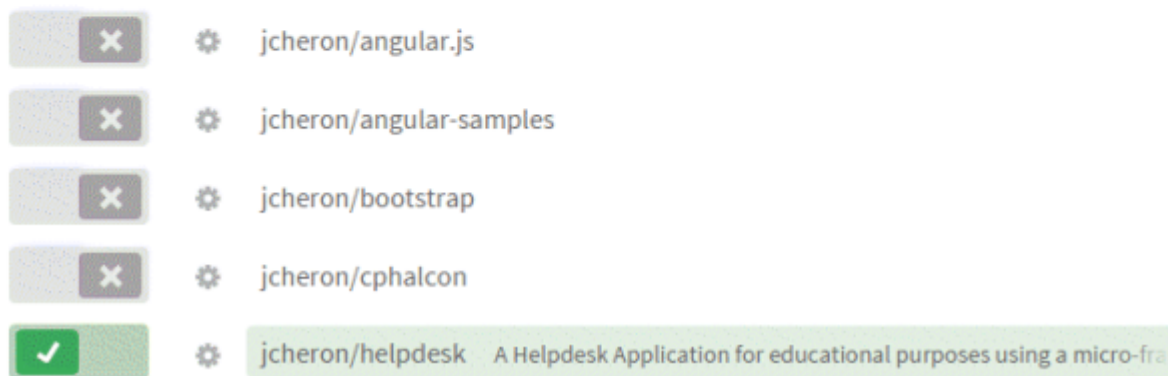 jcheron/angular.js
jcheron/angular-samples
jcheron/bootstrap
jcheron/cphalcon
jcheron/helpdesk A Helpdesk Application for educational purposes using a micro-fra